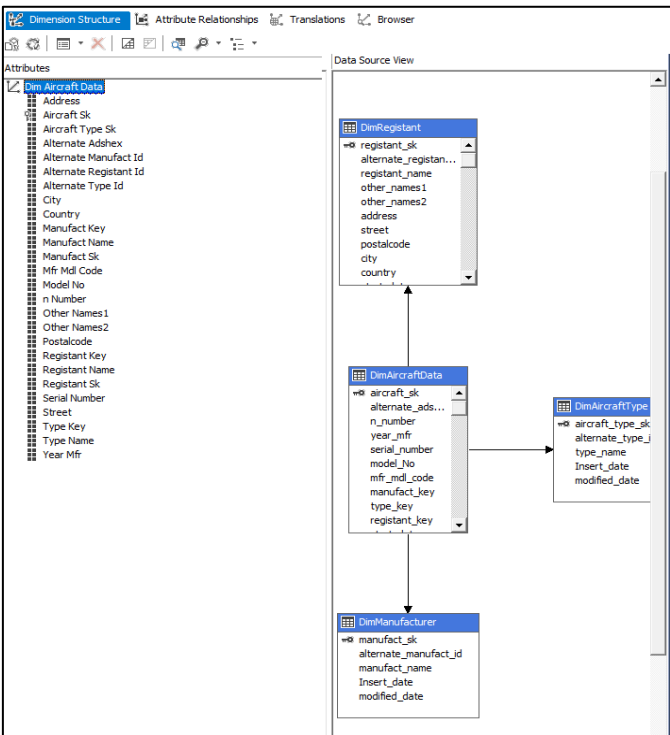 Dimension Structure Attribute Relationships Translations Browser
Attributes
Dim Aircraft Data
Address
Aircraft Sk
Aircraft Type Sk
Alternate Adshex
Alternate Manufact Id
Alternate Registant Id
Alternate Type Id
City
Country
Manufact Key
Manufact Name
Manufact Sk
Mfr Mdl Code
Model No
n Number
Other Names1
Other Names2
Postalcode
Registant Key
Registant Name
Registant Sk
Serial Number
Street
Type Key
Type Name
Year Mfr
Data Source View
DimRegistant
registant_sk
alternate_registan...
registant_name
other_names1
other_names2
address
street
postalcode
city
country
DimAircraftData
aircraft_sk
alternate_ads...
n_number
year_mfr
serial_number
model_No
mfr_mdl_code
manufact_key
type_key
registant_key
DimAircraftType
aircraft_type_sk
alternate_type_i
type_name
Insert_date
modified_date
DimManufacturer
manufact_sk
alternate_manufact_id
manufact_name
Insert_date
modified_date